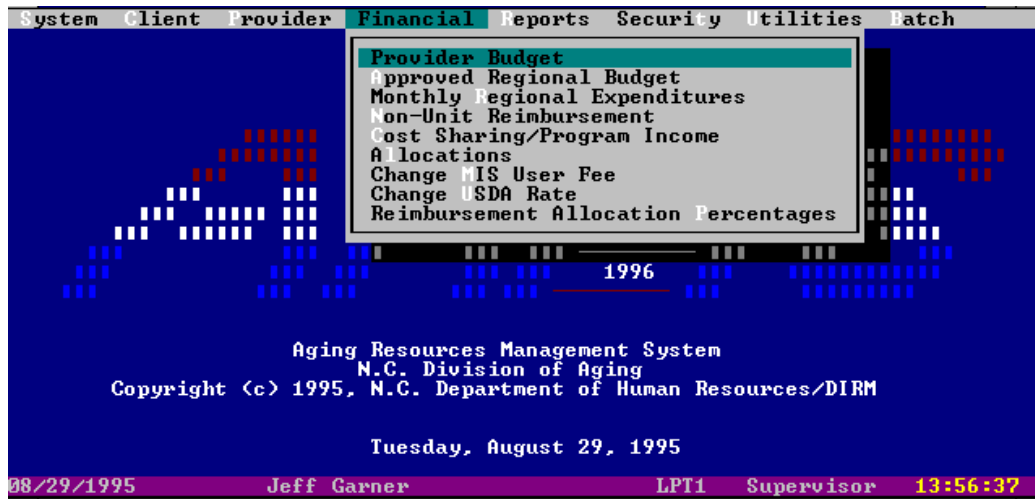 System Client Provider Financial Reports Security Utilities Batch
Provider Budget
Approved Regional Budget
Monthly Regional Expenditures
Non-Unit Reimbursement
Cost Sharing/Program Income
Allocations
Change MIS User Fee
Change USDA Rate
Reimbursement Allocation Percentages
1996
Aging Resources Management System
N.C. Division of Aging
Copyright (c) 1995, N.C. Department of Human Resources/DIRM
Tuesday, August 29, 1995
08/29/1995 Jeff Garner LPT1 Supervisor 13:56:37